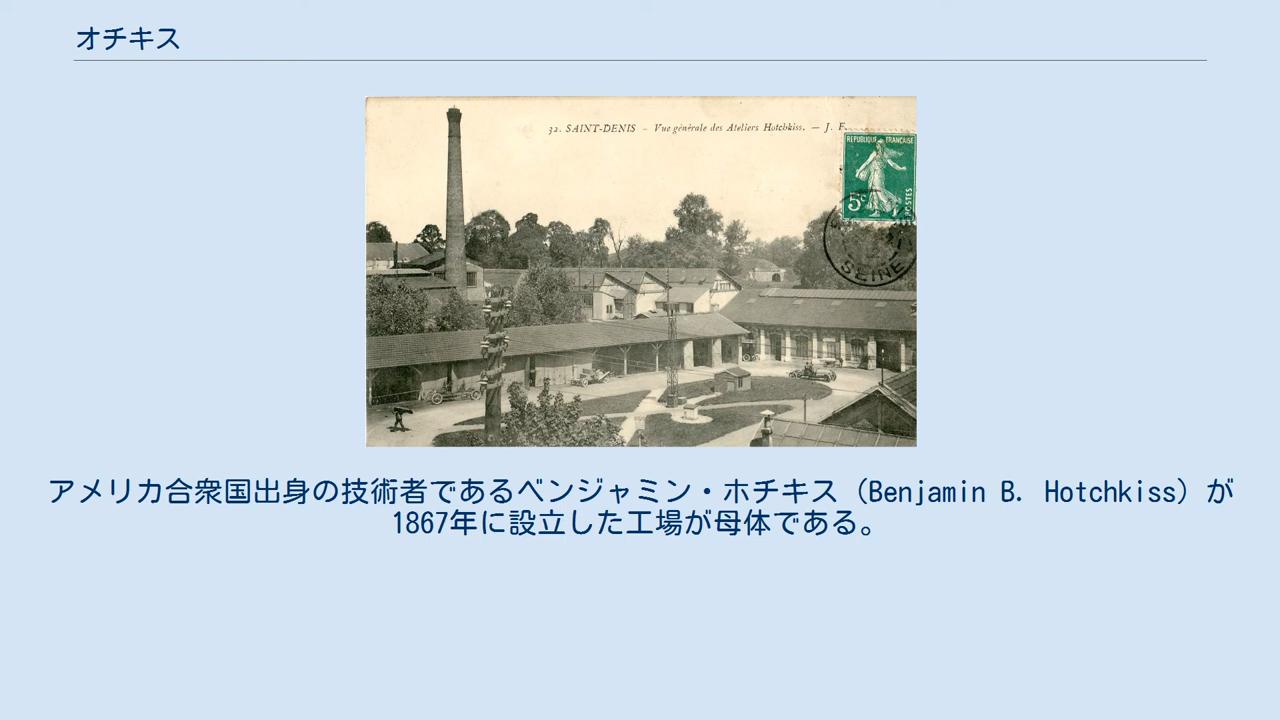 オチキス
32. SAINT-DENIS – Vue générale des Ateliers Hotchkiss. — J. F.
REPUBLIQUE FRANÇAISE
5c
POSTES
SEINE
アメリカ合衆国出身の技術者であるベンジャミン・ホチキス（Benjamin B. Hotchkiss）が
1867年に設立した工場が母体である。